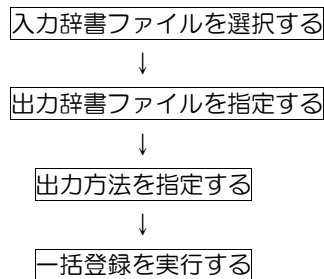 入力辞書ファイルを選択する
↓
出力辞書ファイルを指定する
↓
出力方法を指定する
↓
一括登録を実行する